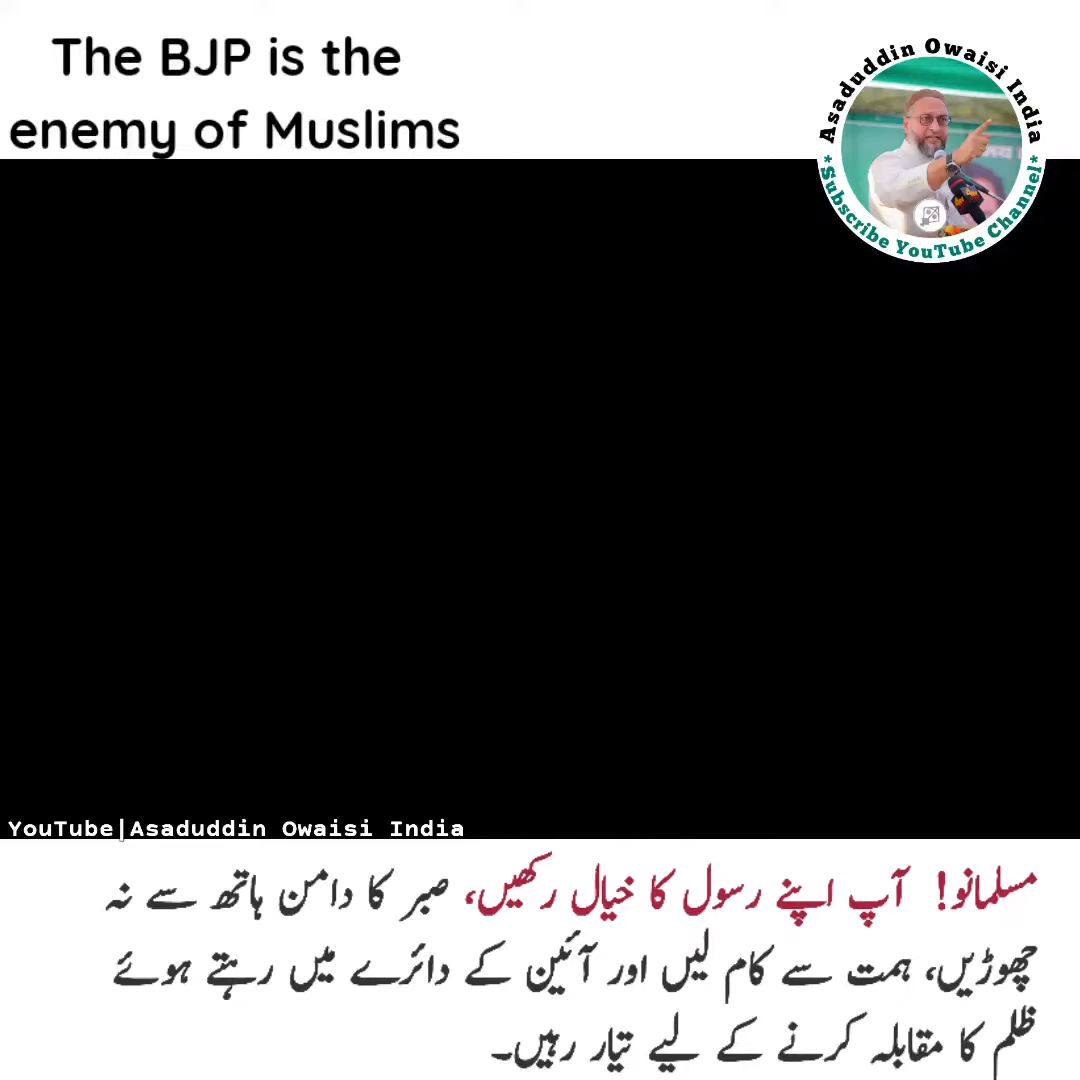 The BJP is the
enemy of Muslims
Asaduddin Owaisi India
*Subscribe YouTube Channel*
YouTube|Asaduddin Owaisi India
مسلمانو! آپ اپنے رسول کا خیال رکھیں، صبر کا دامن ہاتھ سے نہ
چھوڑیں، ہمت سے کام لیں اور آئین کے دائرے میں رہتے ہوئے
ظلم کا مقابلہ کرنے کے لیے تیار رہیں۔